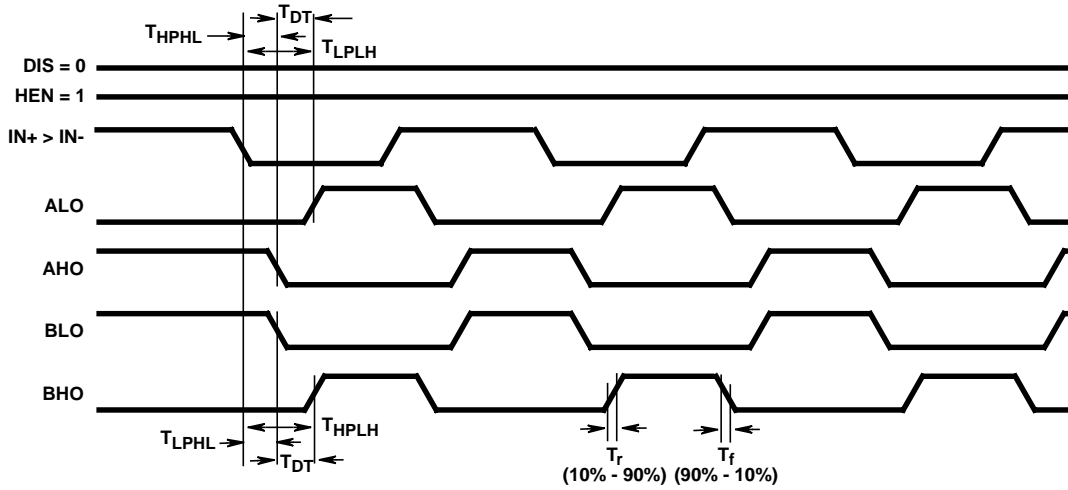 T_DT
T_HPHL
T_LPLH
DIS = 0
HEN = 1
IN+ > IN-
ALO
AHO
BLO
BHO
T_HPLH
T_LPHL
T_DT
T_r
T_f
(10% - 90%) (90% - 10%)